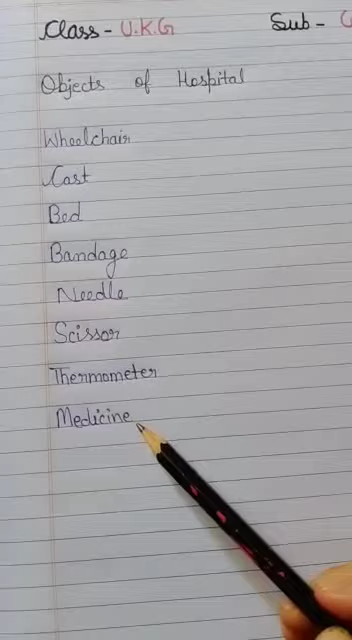 Class - U.K.G Sub -
Objects of Hospital
Wheelchair
Cast
Bed
Bandage
Needle
Scissor
Thermometer
Medicine